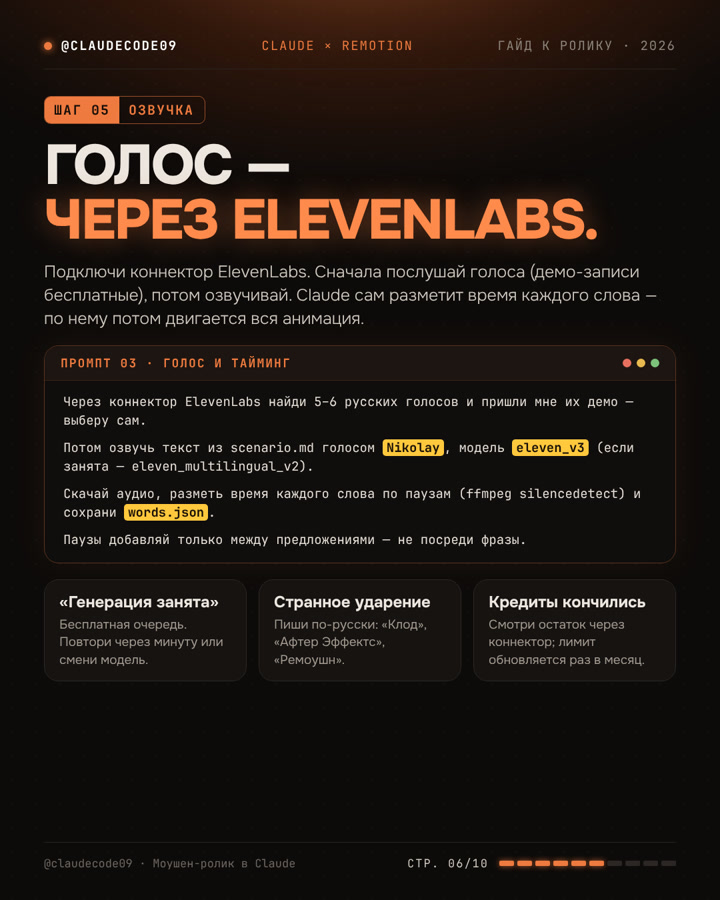 @CLAUDECODE09
CLAUDE × REMOTION
ГАЙД К РОЛИКУ · 2026
ШАГ 05 ОЗВУЧКА
ГОЛОС —
ЧЕРЕЗ ELEVENLABS.
Подключи коннектор ElevenLabs. Сначала послушай голоса (демо-записи
бесплатные), потом озвучивай. Claude сам разметит время каждого слова —
по нему потом двигается вся анимация.
ПРОМПТ 03 · ГОЛОС И ТАЙМИНГ
Через коннектор ElevenLabs найди 5–6 русских голосов и пришли мне их демо —
выберу сам.
Потом озвучь текст из scenario.md голосом Nikolay, модель eleven_v3 (если
занята — eleven_multilingual_v2).
Скачай аудио, разметь время каждого слова по паузам (ffmpeg silencedetect) и
сохрани words.json.
Паузы добавляй только между предложениями — не посреди фразы.
«Генерация занята»
Бесплатная очередь.
Повтори через минуту или
смени модель.
Странное ударение
Пиши по-русски: «Клод»,
«Афтер Эффектс»,
«Ремоушн».
Кредиты кончились
Смотри остаток через
коннектор; лимит
обновляется раз в месяц.
@claudecode09 · Моушен-ролик в Claude
СТР. 06/10